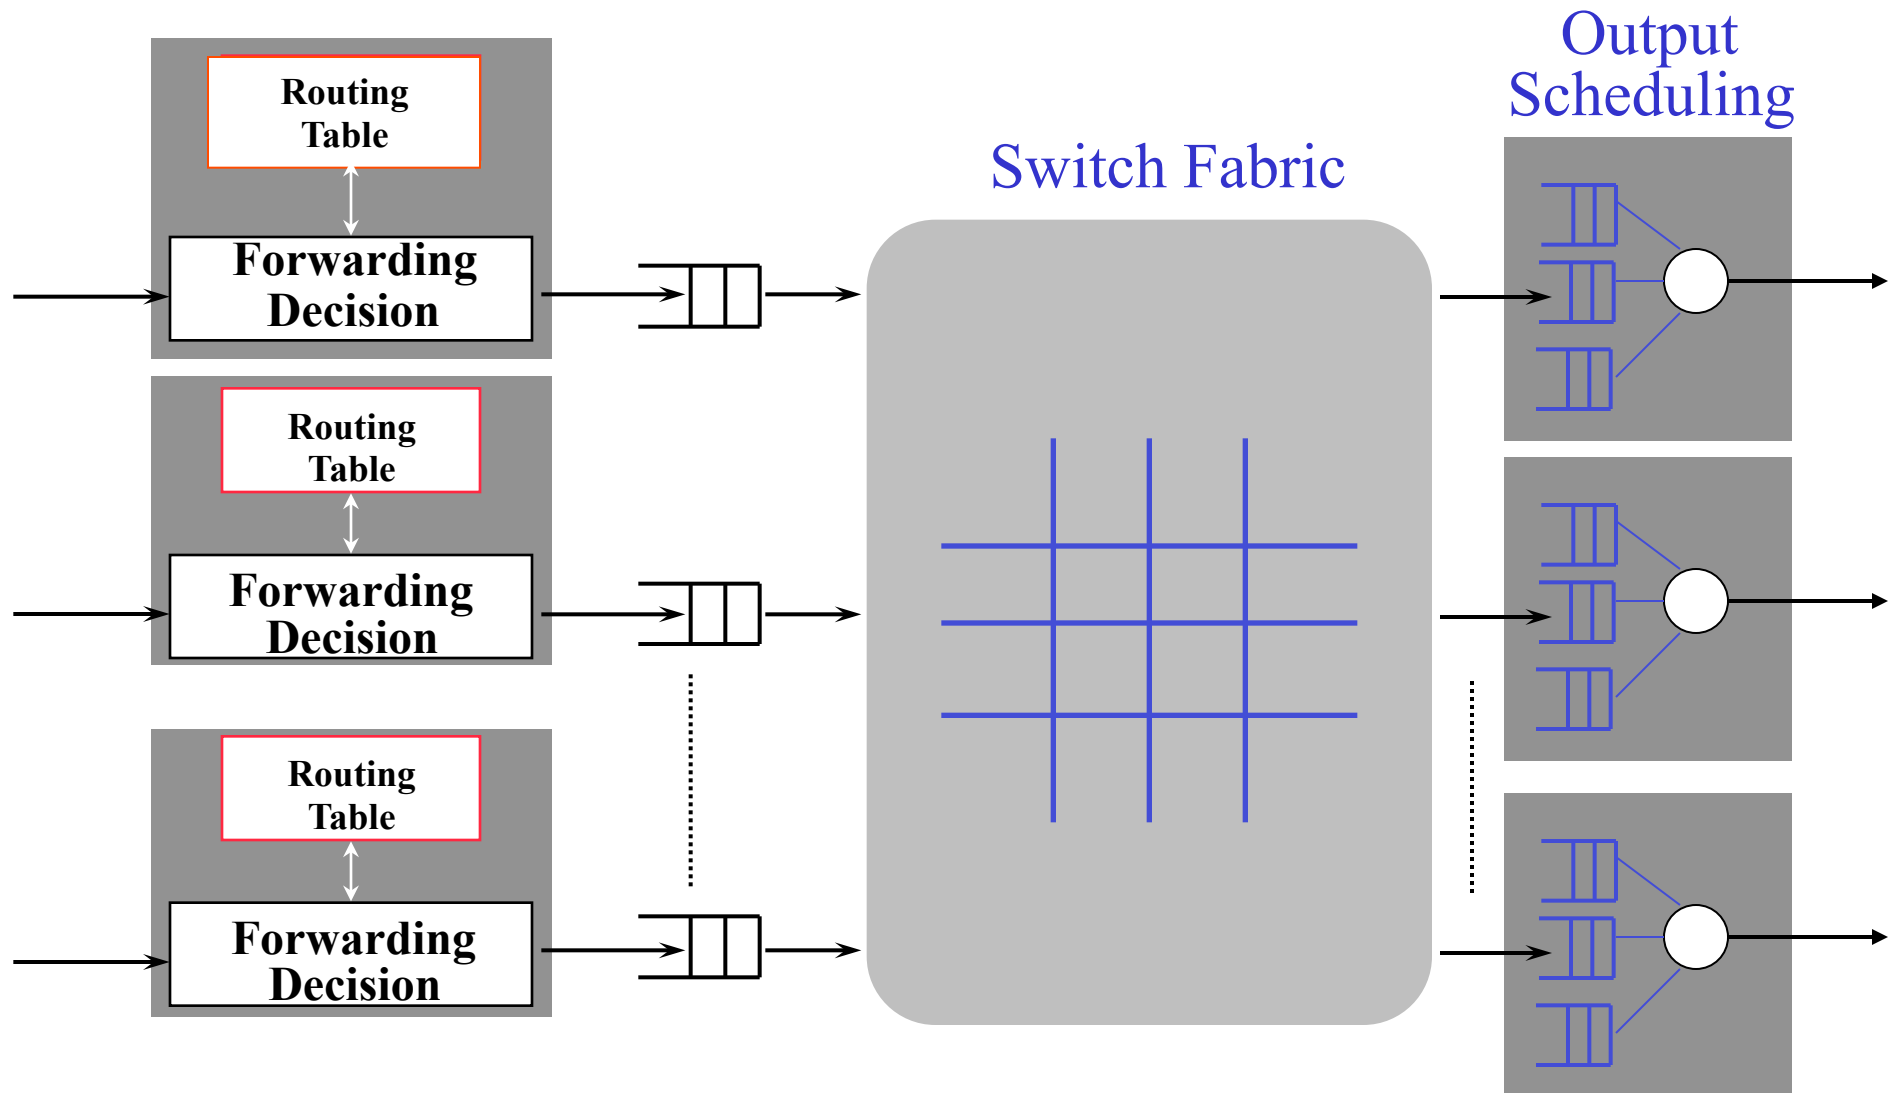 Routing
Table
Forwarding
Decision
Routing
Table
Forwarding
Decision
Routing
Table
Forwarding
Decision
Switch Fabric
Output
Scheduling